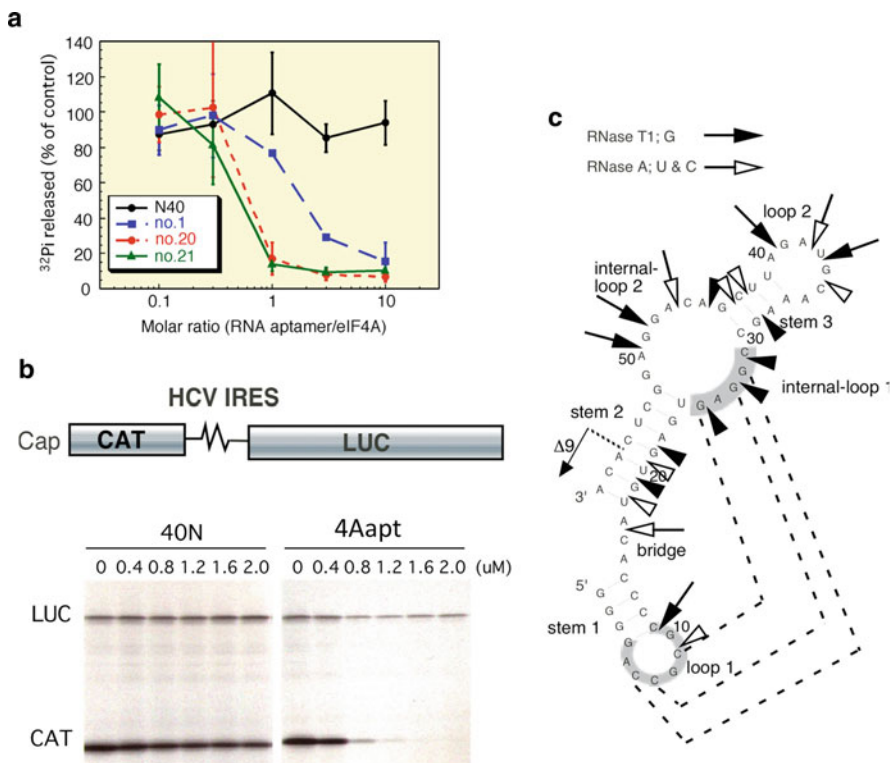 a
140
120
100
80
60
40
20
0
32Pi released (% of control)
N40
no.1
no.20
no.21
0.1 1 10
Molar ratio (RNA aptamer/eIF4A)
b
HCV IRES
Cap CAT LUC
40N 4Aapt
0 0.4 0.8 1.2 1.6 2.0 0 0.4 0.8 1.2 1.6 2.0 (uM)
LUC
CAT
c
RNase T1; G
RNase A; U & C
loop 2
40
internal-
loop 2
stem 3
30
50
internal-loop 1
stem 2
Δ9
20
3'
bridge
5'
stem 1
10
loop 1